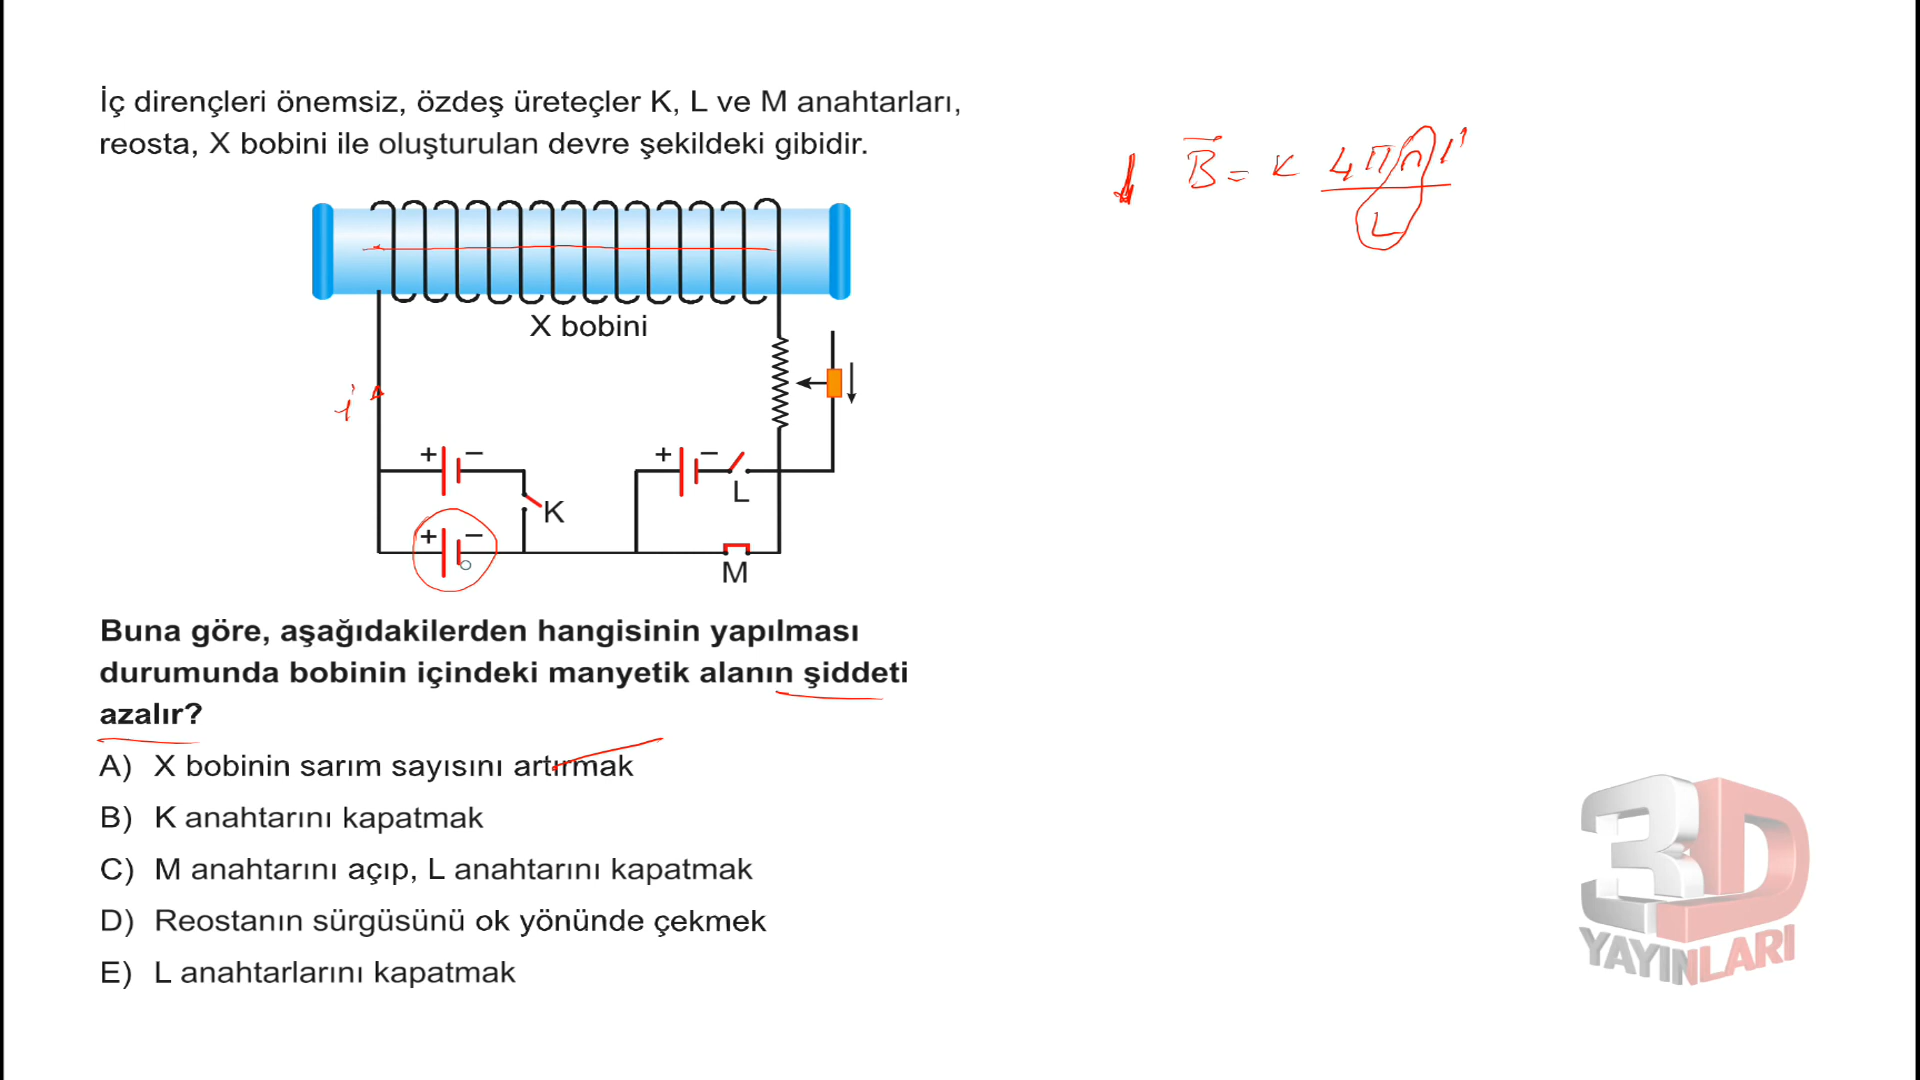 İç dirençleri önemsiz, özdeş üreteçler K, L ve M anahtarları,
reosta, X bobini ile oluşturulan devre şekildeki gibidir.
B = K 4πni
L
X bobini
i
+ −
+ −
L
K
+ −
M
Buna göre, aşağıdakilerden hangisinin yapılması
durumunda bobinin içindeki manyetik alanın şiddeti
azalır?
A) X bobinin sarım sayısını artırmak
B) K anahtarını kapatmak
C) M anahtarını açıp, L anahtarını kapatmak
D) Reostanın sürgüsünü ok yönünde çekmek
E) L anahtarlarını kapatmak
3D
YAYINLARI